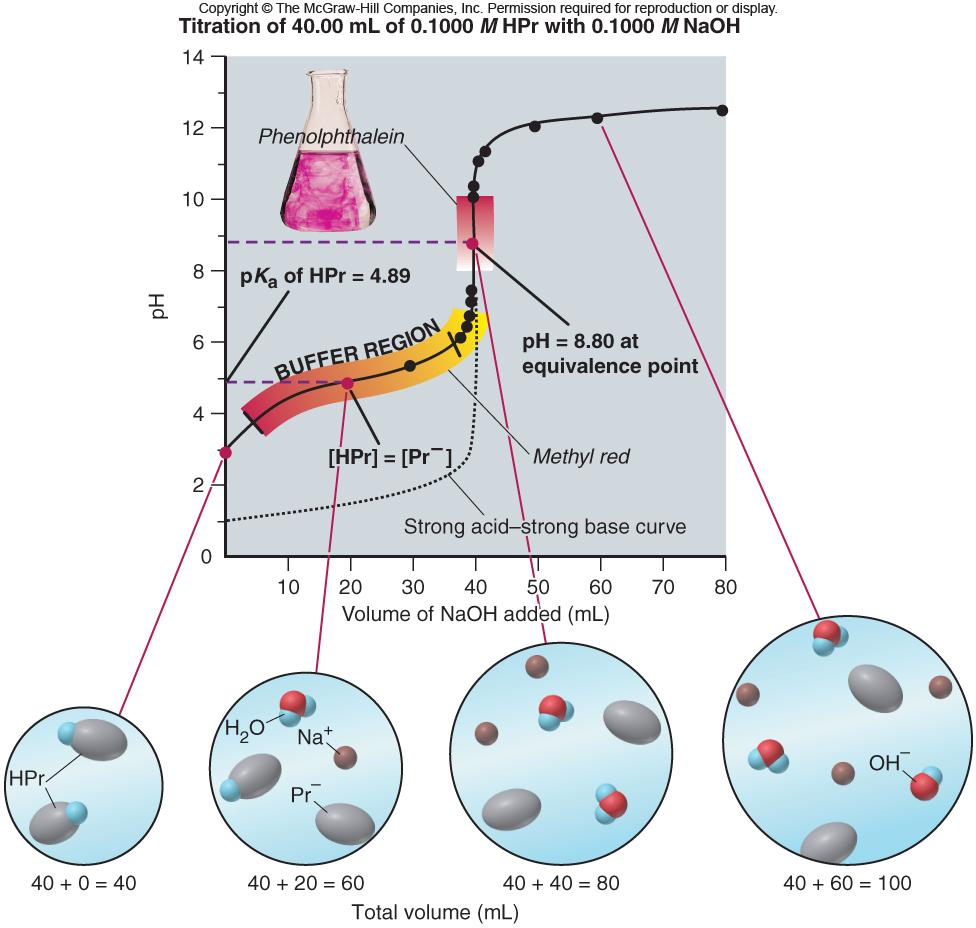 Copyright © The McGraw-Hill Companies, Inc. Permission required for reproduction or display.
Titration of 40.00 mL of 0.1000 M HPr with 0.1000 M NaOH
14
12
10
8
6
4
2
0
pH
Phenolphthalein
pKa of HPr = 4.89
BUFFER REGION
pH = 8.80 at
equivalence point
[HPr] = [Pr⁻]
Methyl red
Strong acid–strong base curve
10 20 30 40 50 60 70 80
Volume of NaOH added (mL)
HPr
H₂O
Na⁺
Pr⁻
OH⁻
40 + 0 = 40
40 + 20 = 60
40 + 40 = 80
40 + 60 = 100
Total volume (mL)